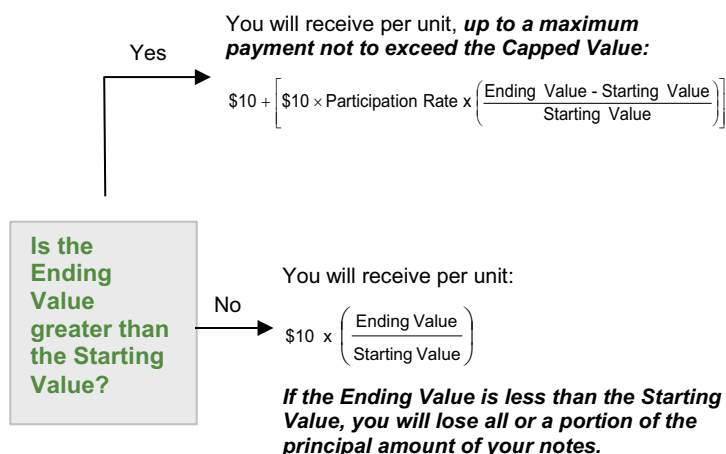 You will receive per unit, up to a maximum
payment not to exceed the Capped Value:
Yes
$10 + [$10 × Participation Rate x (Ending Value - Starting Value
Starting Value)]
Is the
Ending
Value
greater than
the Starting
Value?
No
You will receive per unit:
$10 x (Ending Value
Starting Value)
If the Ending Value is less than the Starting
Value, you will lose all or a portion of the
principal amount of your notes.